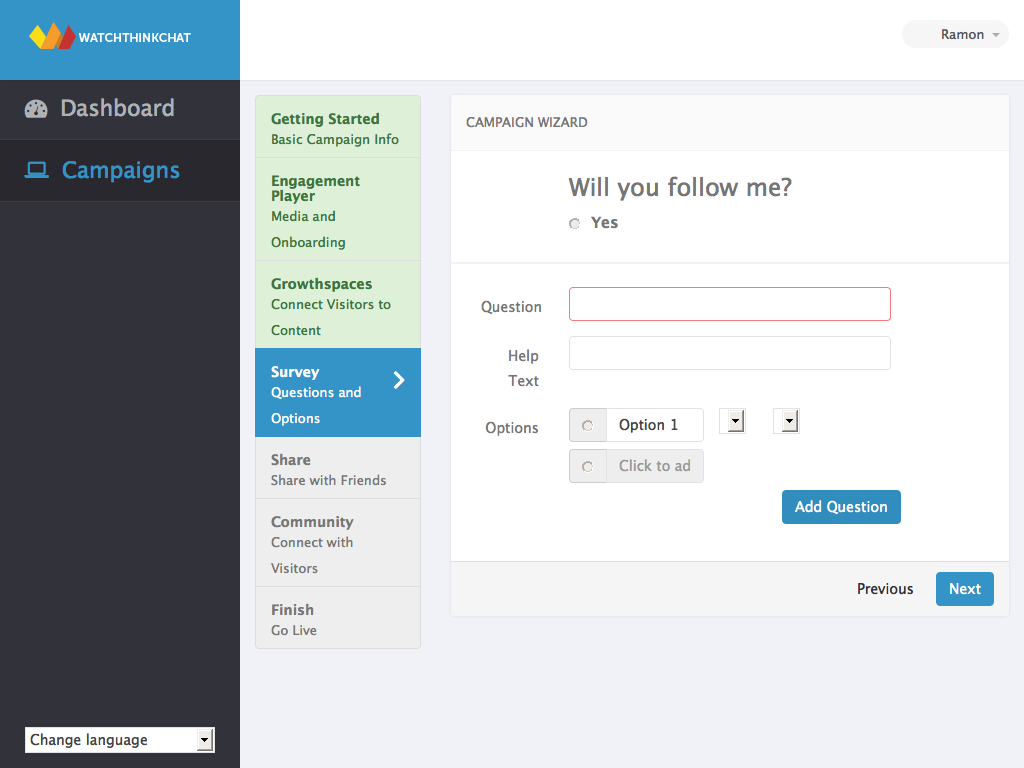 WATCHTHINKCHAT
Ramon
Dashboard
Campaigns
Getting Started
Basic Campaign Info
Engagement
Player
Media and
Onboarding
Growthspaces
Connect Visitors to
Content
Survey
Questions and
Options
Share
Share with Friends
Community
Connect with
Visitors
Finish
Go Live
CAMPAIGN WIZARD
Will you follow me?
Yes
Question
Help
Text
Options
Option 1
Click to ad
Add Question
Previous
Next
Change language